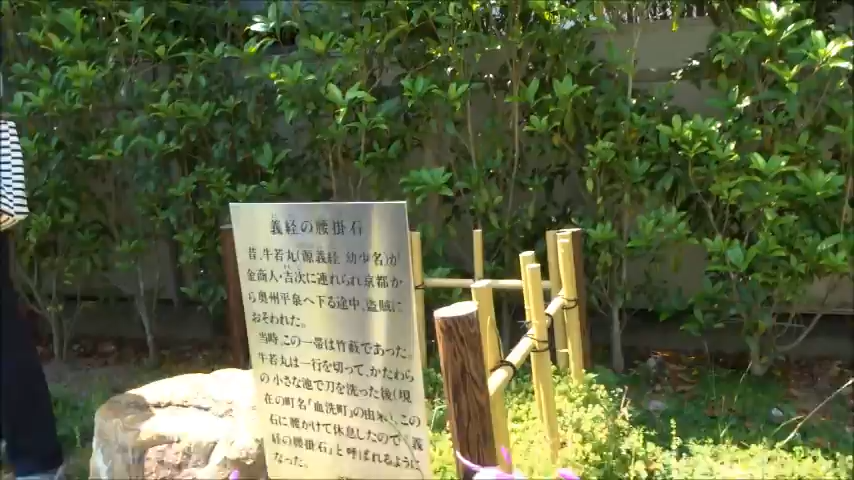 義経の腰掛石
昔、牛若丸(源義経 幼少名)が
金商人・吉次に連れられ京都か
ら奥州平泉へ下る途中、盗賊に
おそわれた。
当時、この一帯は竹藪であった。
牛若丸は一行を切って、かたわら
の小さな池で刀を洗った後(現
在の町名「血洗町」の由来)、この
石に腰かけて休息したので「義
経の腰掛石」と呼ばれるように
なった。